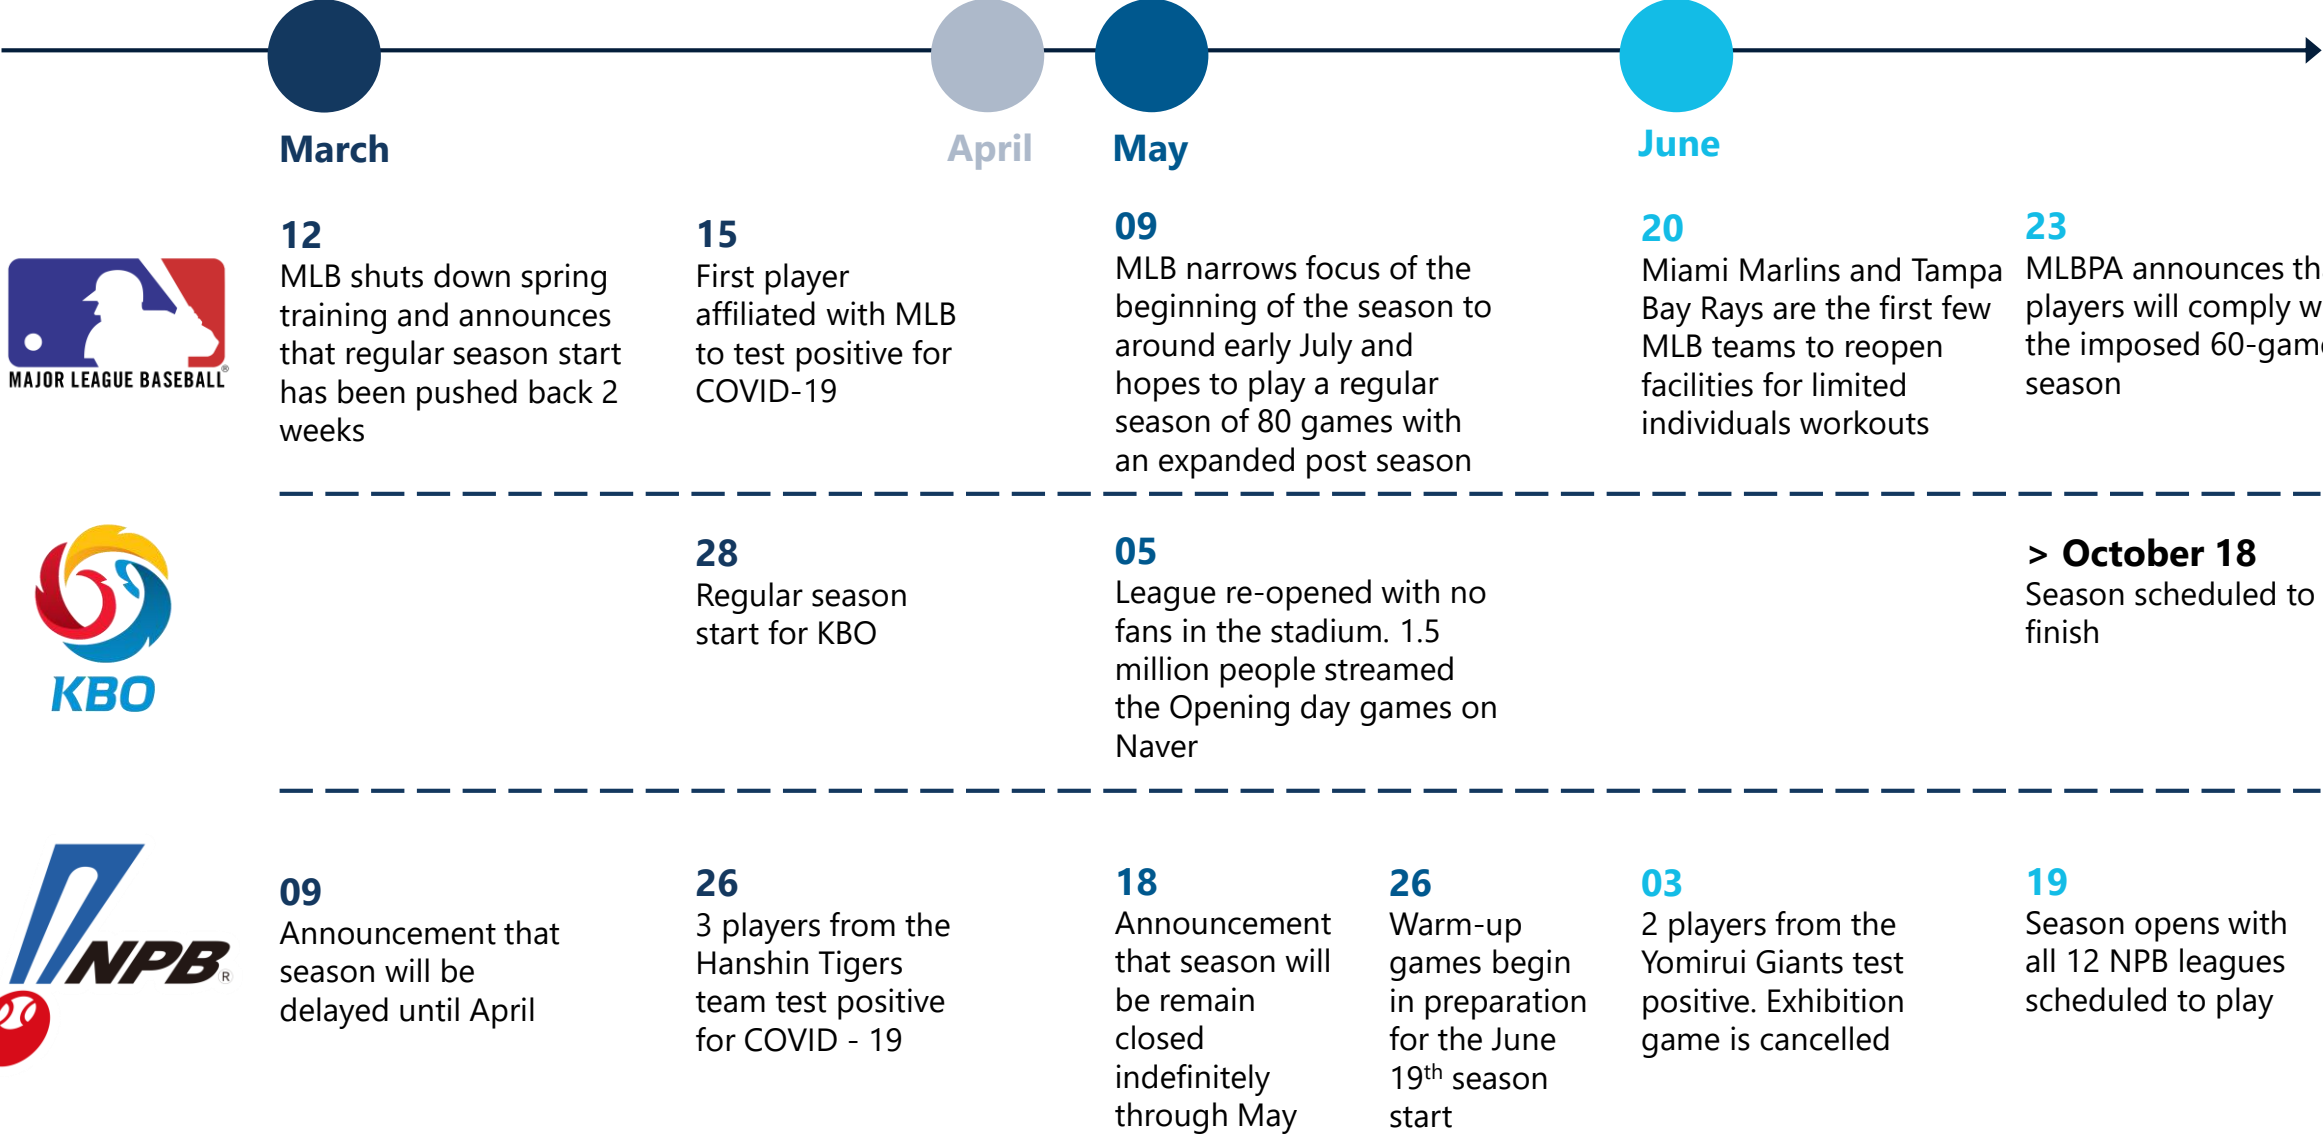 March
April
May
June
MAJOR LEAGUE BASEBALL®
12
MLB shuts down spring
training and announces
that regular season start
has been pushed back 2
weeks
15
First player
affiliated with MLB
to test positive for
COVID-19
09
MLB narrows focus of the
beginning of the season to
around early July and
hopes to play a regular
season of 80 games with
an expanded post season
20
Miami Marlins and Tampa
Bay Rays are the first few
MLB teams to reopen
facilities for limited
individuals workouts
23
MLBPA announces
players will comply
the imposed
season
KBO
28
Regular season
start for KBO
05
League re-opened with no
fans in the stadium. 1.5
million people streamed
the Opening day games on
Naver
> October 18
Season scheduled to
finish
NPB®
09
Announcement that
season will be
delayed until April
26
3 players from the
Hanshin Tigers
team test positive
for COVID - 19
18
Announcement
that season will
be remain
closed
indefinitely
through May
26
Warm-up
games begin
in preparation
for the June
19th season
start
03
2 players from the
Yomirui Giants test
positive. Exhibition
game is cancelled
19
Season opens with
all 12 NPB leagues
scheduled to play